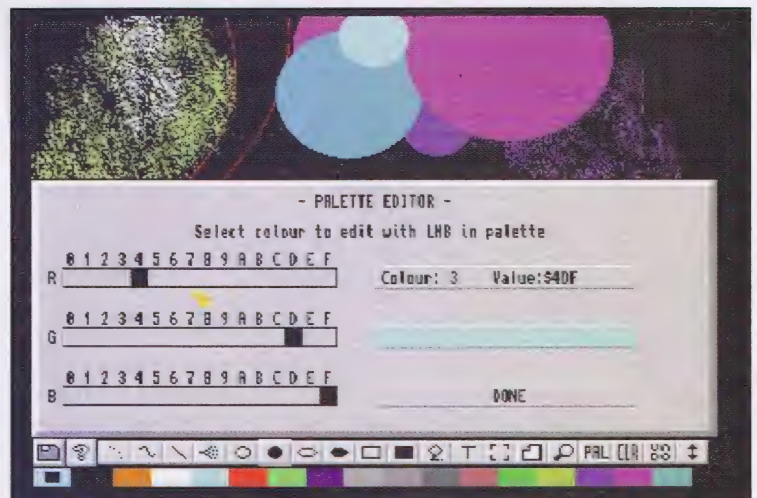 - PALETTE EDITOR -
Select colour to edit with LMB in palette
0 1 2 3 4 5 6 7 8 9 A B C D E F
R
Colour: 3 Value:$4DF
0 1 2 3 4 5 6 7 8 9 A B C D E F
G
0 1 2 3 4 5 6 7 8 9 A B C D E F
B
DONE
? T PAL CLR